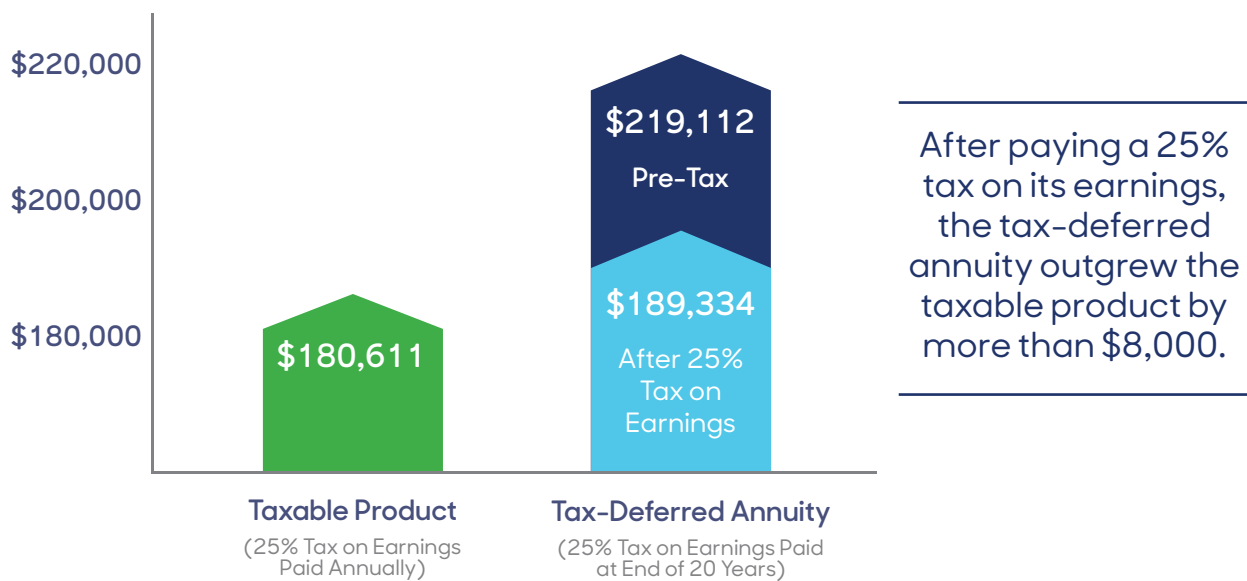 $220,000
$200,000
$180,000
$180,611
$219,112
Pre-Tax
$189,334
After 25%
Tax on
Earnings
Taxable Product
(25% Tax on Earnings
Paid Annually)
Tax-Deferred Annuity
(25% Tax on Earnings Paid
at End of 20 Years)
After paying a 25%
tax on its earnings,
the tax-deferred
annuity outgrew the
taxable product by
more than $8,000.